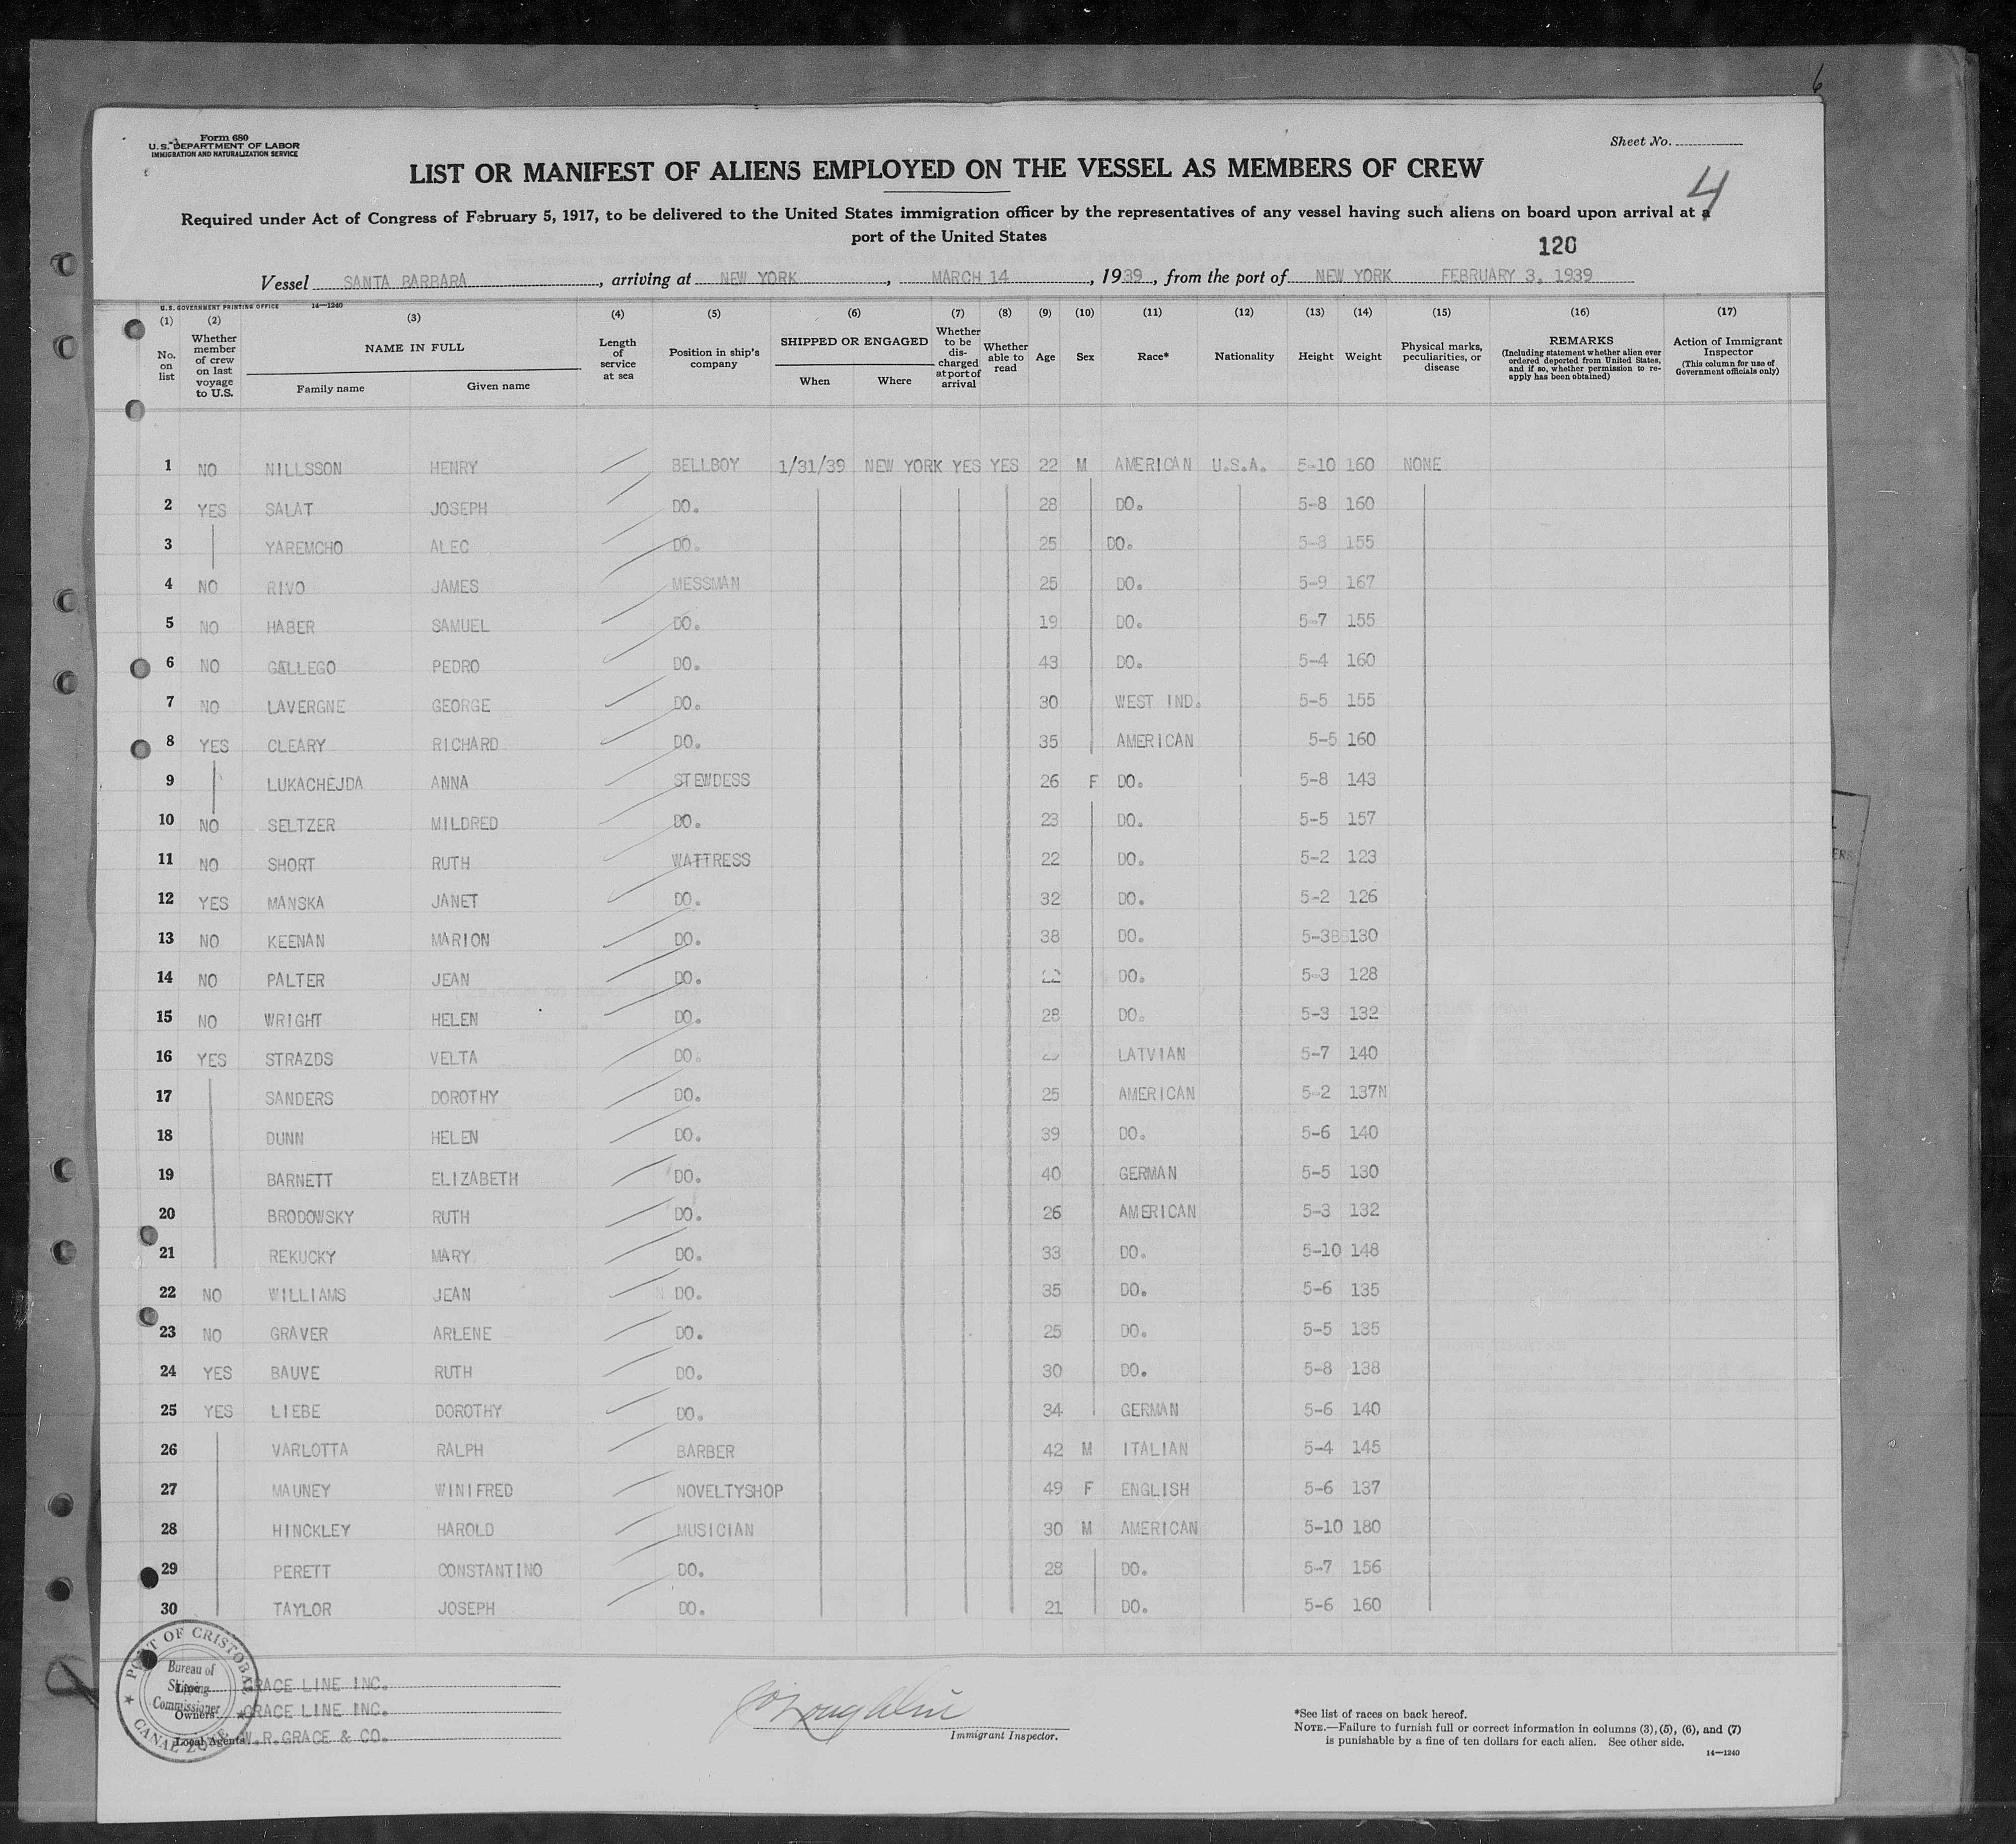 6
Form 680
U. S. DEPARTMENT OF LABOR
IMMIGRATION AND NATURALIZATION SERVICE
Sheet No.
4
LIST OR MANIFEST OF ALIENS EMPLOYED ON THE VESSEL AS MEMBERS OF CREW
Required under Act of Congress of February 5, 1917, to be delivered to the United States immigration officer by the representatives of any vessel having such aliens on board upon arrival at a
port of the United States
120
Vessel SANTA BARBARA, arriving at NEW YORK, MARCH 14, 1939, from the port of NEW YORK FEBRUARY 3, 1939
U.S. GOVERNMENT PRINTING OFFICE 14—1240
(1) (2) (3) (4) (5) (6) (7) (8) (9) (10) (11) (12) (13) (14) (15) (16) (17)
No. on list
Whether member of crew on last voyage to U.S.
NAME IN FULL
Family name Given name
Length of service at sea
Position in ship's company
SHIPPED OR ENGAGED
When Where
Whether to be discharged at port of arrival
Whether able to read
Age Sex Race* Nationality Height Weight
Physical marks, peculiarities, or disease
REMARKS
(Including statement whether alien ever ordered deported from United States, and if so, whether permission to re-apply has been obtained)
Action of Immigrant Inspector
(This column for use of Government officials only)
1 NO NILLSSON HENRY BELLBOY 1/31/39 NEW YORK YES YES 22 M AMERICAN U.S.A. 5-10 160 NONE
2 YES SALAT JOSEPH DO. 28 DO. 5-8 160
3 YAREMCHO ALEC DO. 25 DO. 5-8 155
4 NO RIVO JAMES MESSMAN 25 DO. 5-9 167
5 NO HABER SAMUEL DO. 19 DO. 5-7 155
6 NO GALLEGO PEDRO DO. 43 DO. 5-4 160
7 NO LAVERGNE GEORGE DO. 30 WEST IND. 5-5 155
8 YES CLEARY RICHARD DO. 35 AMERICAN 5-5 160
9 LUKACHEJDA ANNA STEWDESS 26 F DO. 5-8 143
10 NO SELTZER MILDRED DO. 23 DO. 5-5 157
11 NO SHORT RUTH WATTRESS 22 DO. 5-2 123
12 YES MANSKA JANET DO. 32 DO. 5-2 126
13 NO KEENAN MARION DO. 38 DO. 5-3 130
14 NO PALTER JEAN DO. 22 DO. 5-3 128
15 NO WRIGHT HELEN DO. 28 DO. 5-3 132
16 YES STRAZDS VELTA DO. LATVIAN 5-7 140
17 SANDERS DOROTHY DO. 25 AMERICAN 5-2 137N
18 DUNN HELEN DO. 39 DO. 5-6 140
19 BARNETT ELIZABETH DO. 40 GERMAN 5-5 130
20 BRODOWSKY RUTH DO. 26 AMERICAN 5-3 132
21 REKUCKY MARY DO. 33 DO. 5-10 148
22 NO WILLIAMS JEAN DO. 35 DO. 5-6 135
23 NO GRAVER ARLENE DO. 25 DO. 5-5 135
24 YES BAUVE RUTH DO. 30 DO. 5-8 138
25 YES LIEBE DOROTHY DO. 34 GERMAN 5-6 140
26 VARLOTTA RALPH BARBER 42 M ITALIAN 5-4 145
27 MAUNEY WINIFRED NOVELTYSHOP 49 F ENGLISH 5-6 137
28 HINCKLEY HAROLD MUSICIAN 30 M AMERICAN 5-10 180
29 PERETT CONSTANTINO DO. 28 DO. 5-7 156
30 TAYLOR JOSEPH DO. 21 DO. 5-6 160
PORT OF CRISTOBAL
Bureau of
Shipping
Commissioner
CANAL ZONE
Line GRACE LINE INC.
Owners GRACE LINE INC.
Local Agents W.R.GRACE & CO.
Immigrant Inspector.
*See list of races on back hereof.
NOTE.—Failure to furnish full or correct information in columns (3), (5), (6), and (7)
is punishable by a fine of ten dollars for each alien. See other side.
14—1240